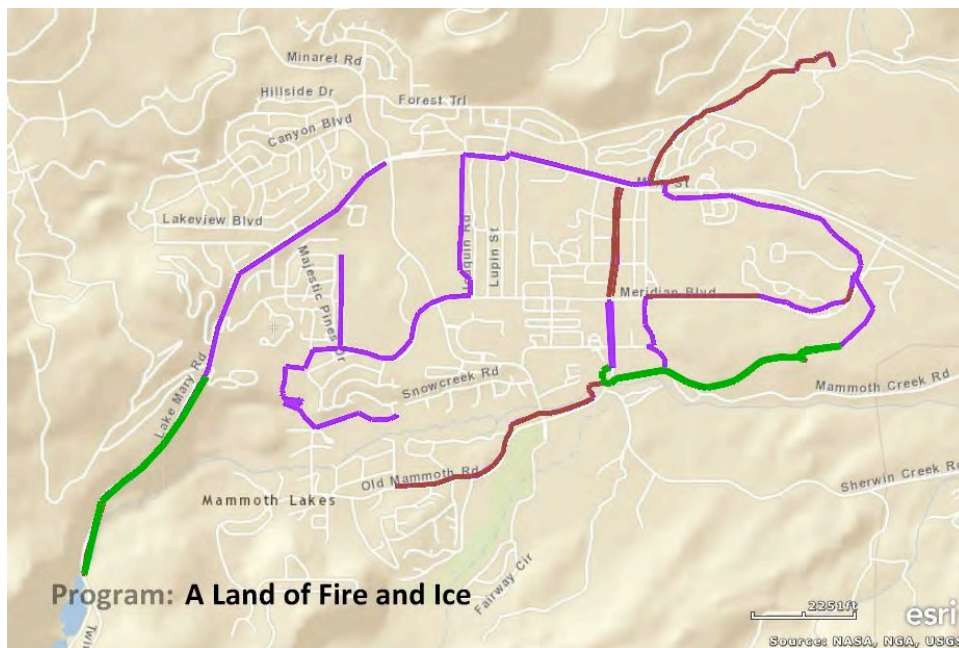 Minaret Rd
Hillside Dr
Forest Trl
Canyon Blvd
St
Lakeview Blvd
Majestic Pines Dr
Rd
Lupin St
Meridian Blvd
Lake Mary Rd
Snowcreek Rd
Mammoth Creek Rd
Old Mammoth Rd
Mammoth Lakes
Sherwin Creek Rd
Fairway Cir
Program: A Land of Fire and Ice
Twin
2251ft
esri
Source: NASA, NGA, USGS